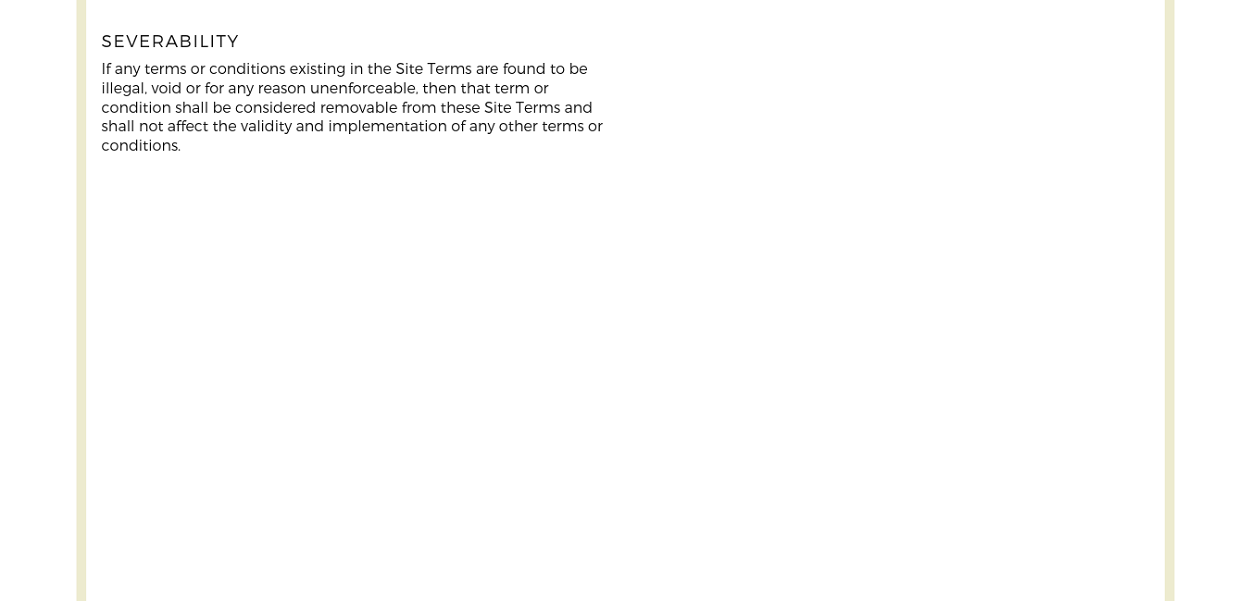 SEVERABILITY
If any terms or conditions existing in the Site Terms are found to be
illegal, void or for any reason unenforceable, then that term or
condition shall be considered removable from these Site Terms and
shall not affect the validity and implementation of any other terms or
conditions.